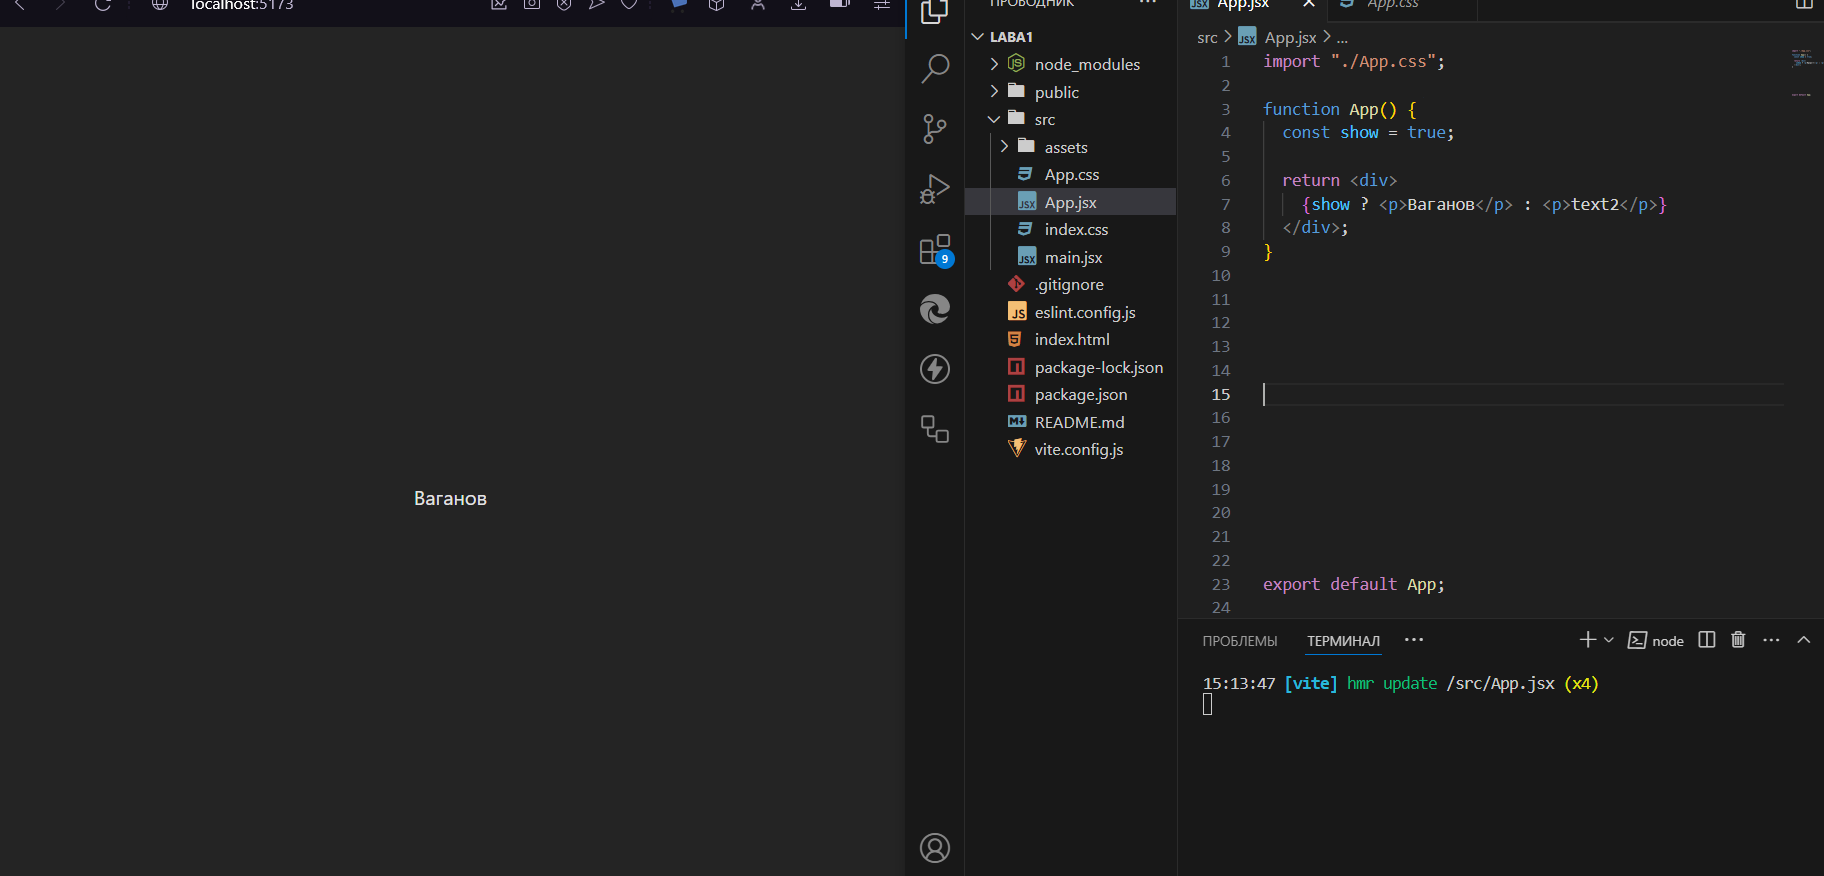 localhost:5173
Ваганов
9
ПРОВОДНИК
LABA1
node_modules
public
src
assets
App.css
App.jsx
index.css
main.jsx
.gitignore
eslint.config.js
index.html
package-lock.json
package.json
README.md
vite.config.js
App.jsx
App.css
src > App.jsx > ...
1 import "./App.css";
2
3 function App() {
4 const show = true;
5
6 return <div>
7 {show ? <p>Ваганов</p> : <p>text2</p>}
8 </div>;
9 }
10
11
12
13
14
15
16
17
18
19
20
21
22
23 export default App;
24
ПРОБЛЕМЫ ТЕРМИНАЛ ... node ...
15:13:47 [vite] hmr update /src/App.jsx (x4)